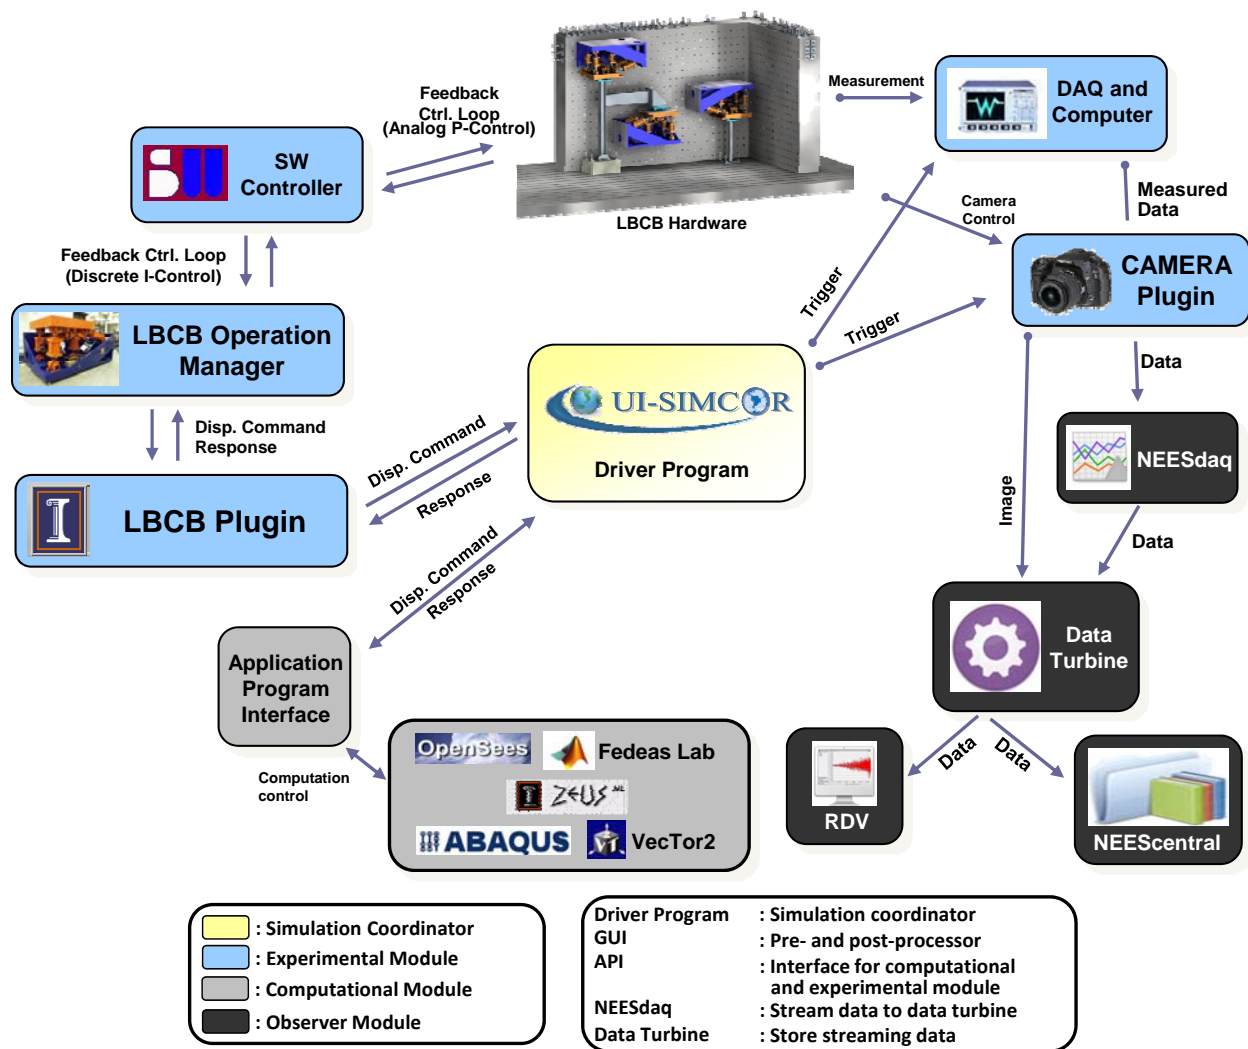 Feedback
Ctrl. Loop
(Analog P-Control)
Measurement
DAQ and
Computer
SW
Controller
LBCB Hardware
Camera
Control
Measured
Data
Feedback Ctrl. Loop
(Discrete I-Control)
CAMERA
Plugin
Trigger
Trigger
LBCB Operation
Manager
UI-SIMCOR
Driver Program
Data
Disp. Command
Response
Disp. Command
Response
NEESdaq
LBCB Plugin
Image
Data
Disp. Command
Response
Application
Program
Interface
Data
Turbine
Computation
control
OpenSees
Fedeas Lab
ZEUS NL
ABAQUS
VT
VecTor2
Data
Data
RDV
NEEScentral
: Simulation Coordinator
: Experimental Module
: Computational Module
: Observer Module
Driver Program : Simulation coordinator
GUI : Pre- and post-processor
API : Interface for computational
and experimental module
NEESdaq : Stream data to data turbine
Data Turbine : Store streaming data